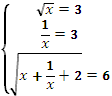 √x = 3
1/x = 3
√(x + 1/x + 2) = 6